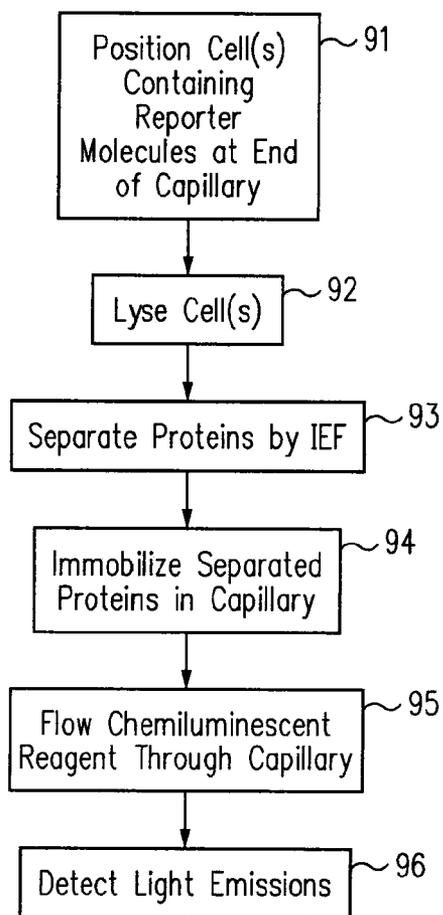 Position Cell(s)
Containing
Reporter
Molecules at End
of Capillary
91
Lyse Cell(s)
92
Separate Proteins by IEF
93
Immobilize Separated
Proteins in Capillary
94
Flow Chemiluminescent
Reagent Through Capillary
95
Detect Light Emissions
96